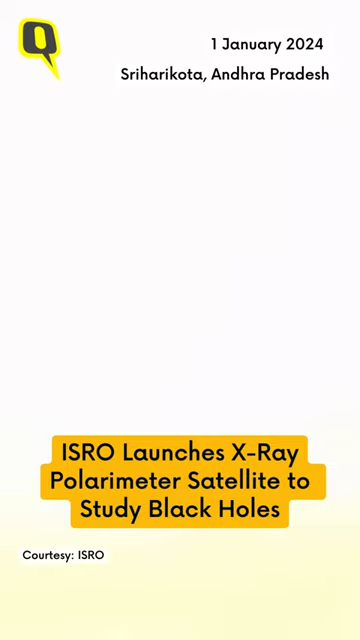 1 January 2024
Sriharikota, Andhra Pradesh
ISRO Launches X-Ray
Polarimeter Satellite to
Study Black Holes
Courtesy: ISRO